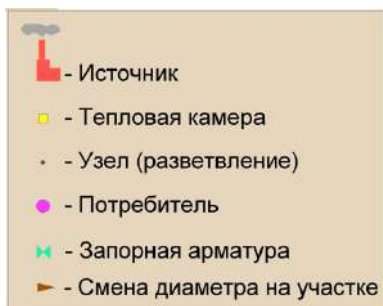 - Источник
- Тепловая камера
- Узел (разветвление)
- Потребитель
- Запорная арматура
- Смена диаметра на участке